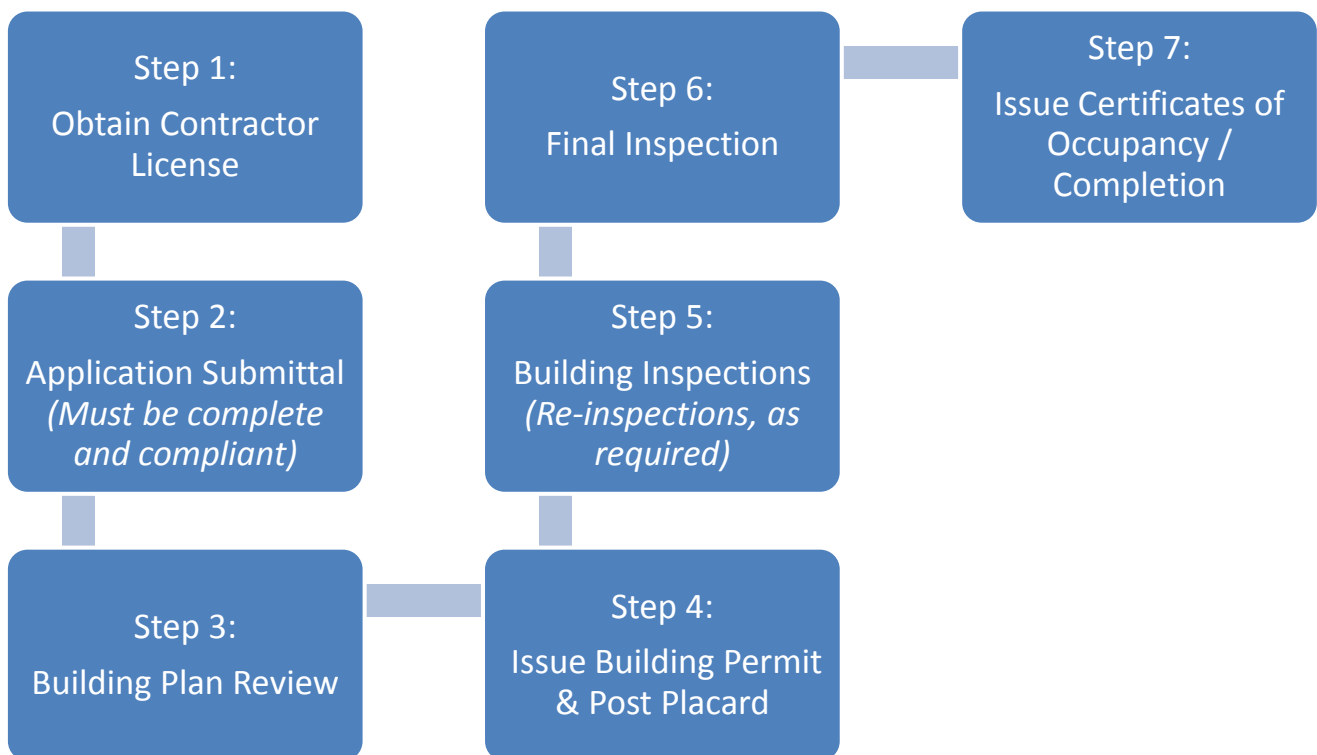 Step 1:
Obtain Contractor
License
Step 2:
Application Submittal
(Must be complete
and compliant)
Step 3:
Building Plan Review
Step 4:
Issue Building Permit
& Post Placard
Step 5:
Building Inspections
(Re-inspections, as
required)
Step 6:
Final Inspection
Step 7:
Issue Certificates of
Occupancy /
Completion